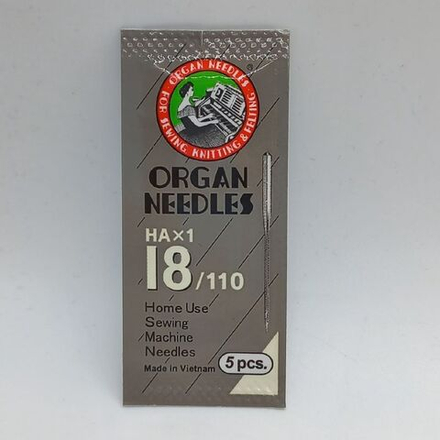 ORGAN NEEDLES
FOR SEWING, KNITTING & FELTING
®
ORGAN
NEEDLES
HA×1
18/110
Home Use
Sewing
Machine
Needles
Made in Vietnam
5 pcs.